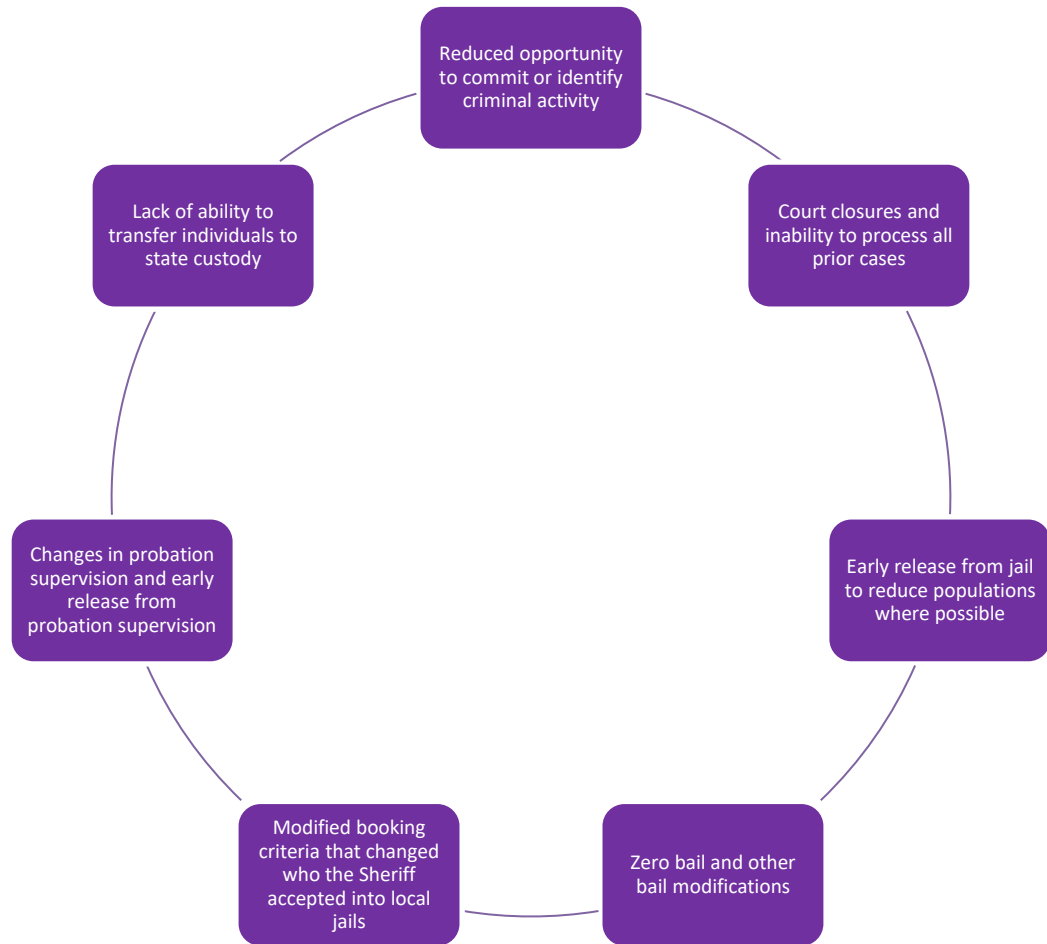 Reduced opportunity
to commit or identify
criminal activity
Court closures and
inability to process all
prior cases
Early release from jail
to reduce populations
where possible
Zero bail and other
bail modifications
Modified booking
criteria that changed
who the Sheriff
accepted into local
jails
Changes in probation
supervision and early
release from
probation supervision
Lack of ability to
transfer individuals to
state custody